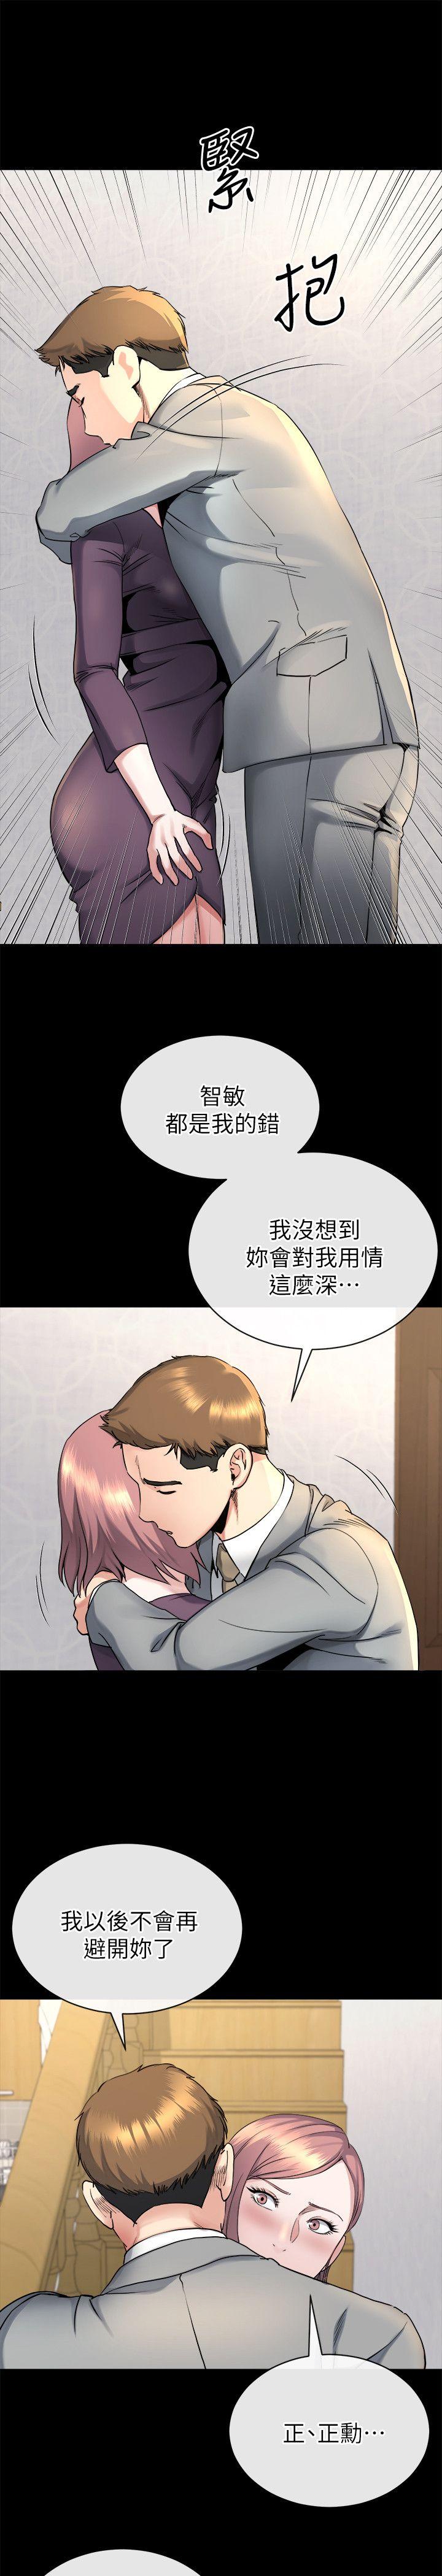 緊
抱
智敏
都是我的錯
我沒想到
妳會對我用情
這麼深…
我以後不會再
避開妳了
正、正勳…